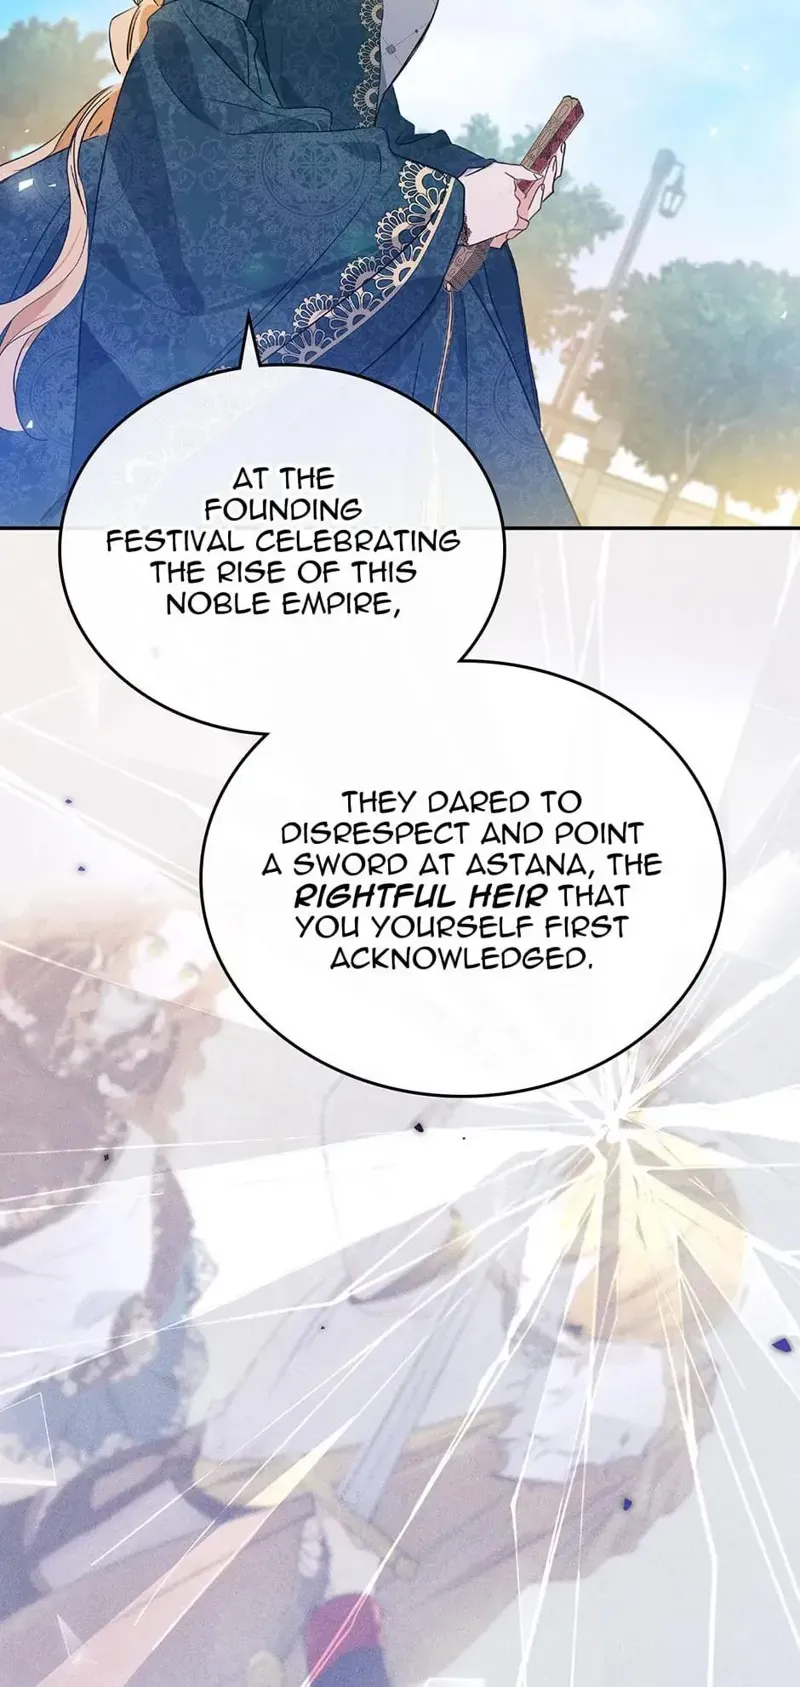 AT THE
FOUNDING
FESTIVAL CELEBRATING
THE RISE OF THIS
NOBLE EMPIRE,
THEY DARED TO
DISRESPECT AND POINT
A SWORD AT ASTANA, THE
RIGHTFUL HEIR THAT
YOU YOURSELF FIRST
ACKNOWLEDGED.